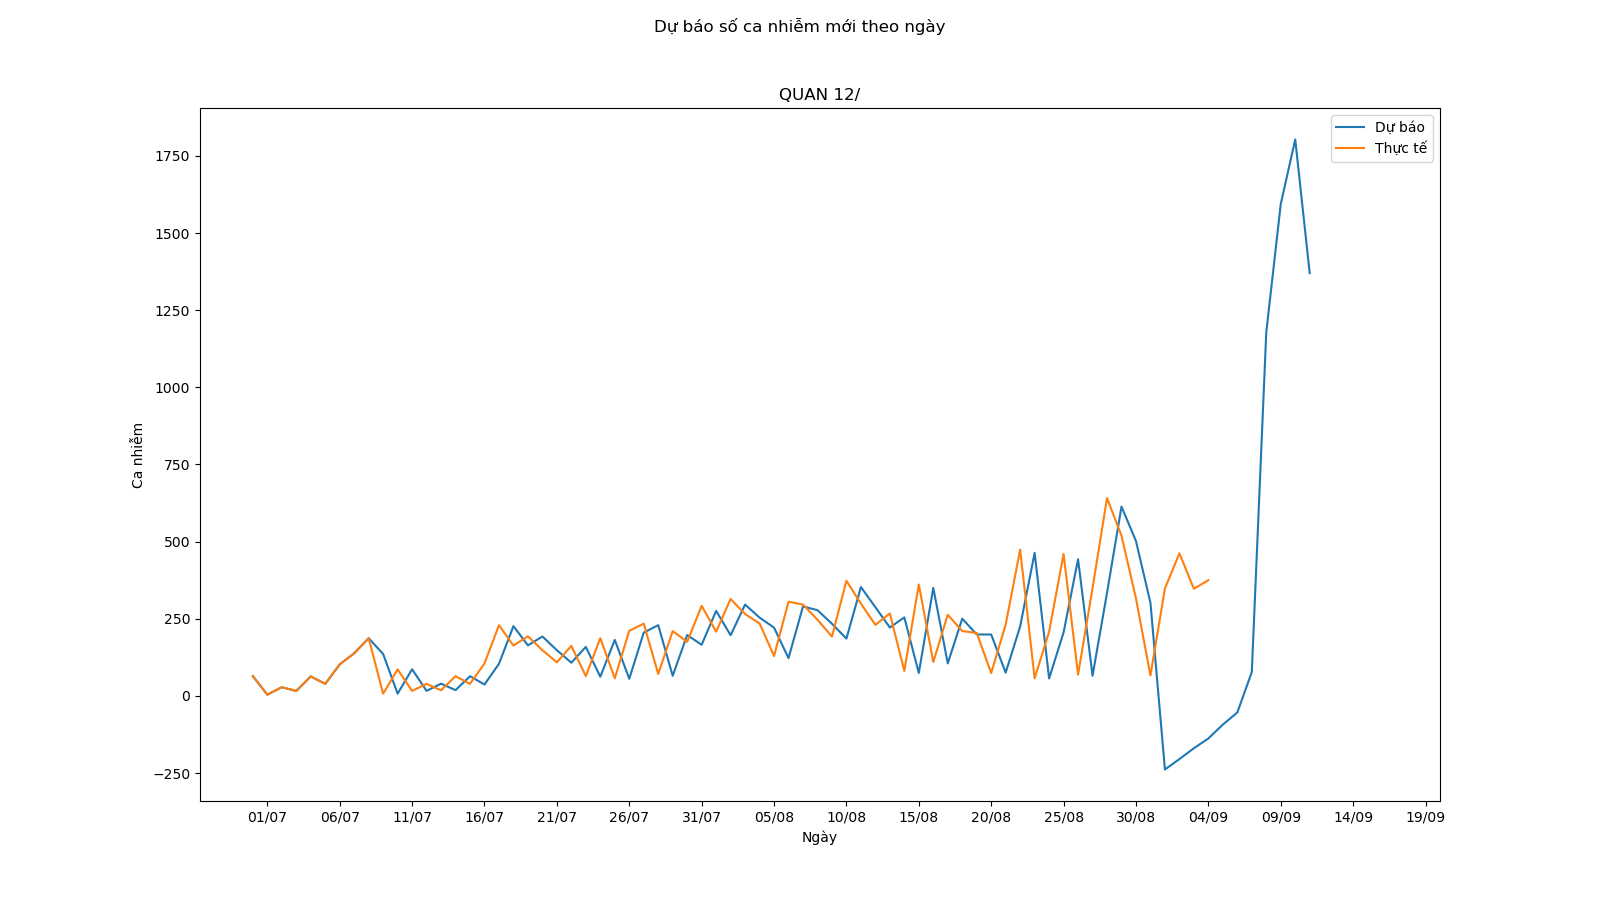 Dự báo số ca nhiễm mới theo ngày
QUAN 12/
Dự báo
Thực tế
1750
1500
1250
1000
750
500
250
0
−250
Ca nhiễm
01/07 06/07 11/07 16/07 21/07 26/07 31/07 05/08 10/08 15/08 20/08 25/08 30/08 04/09 09/09 14/09 19/09
Ngày